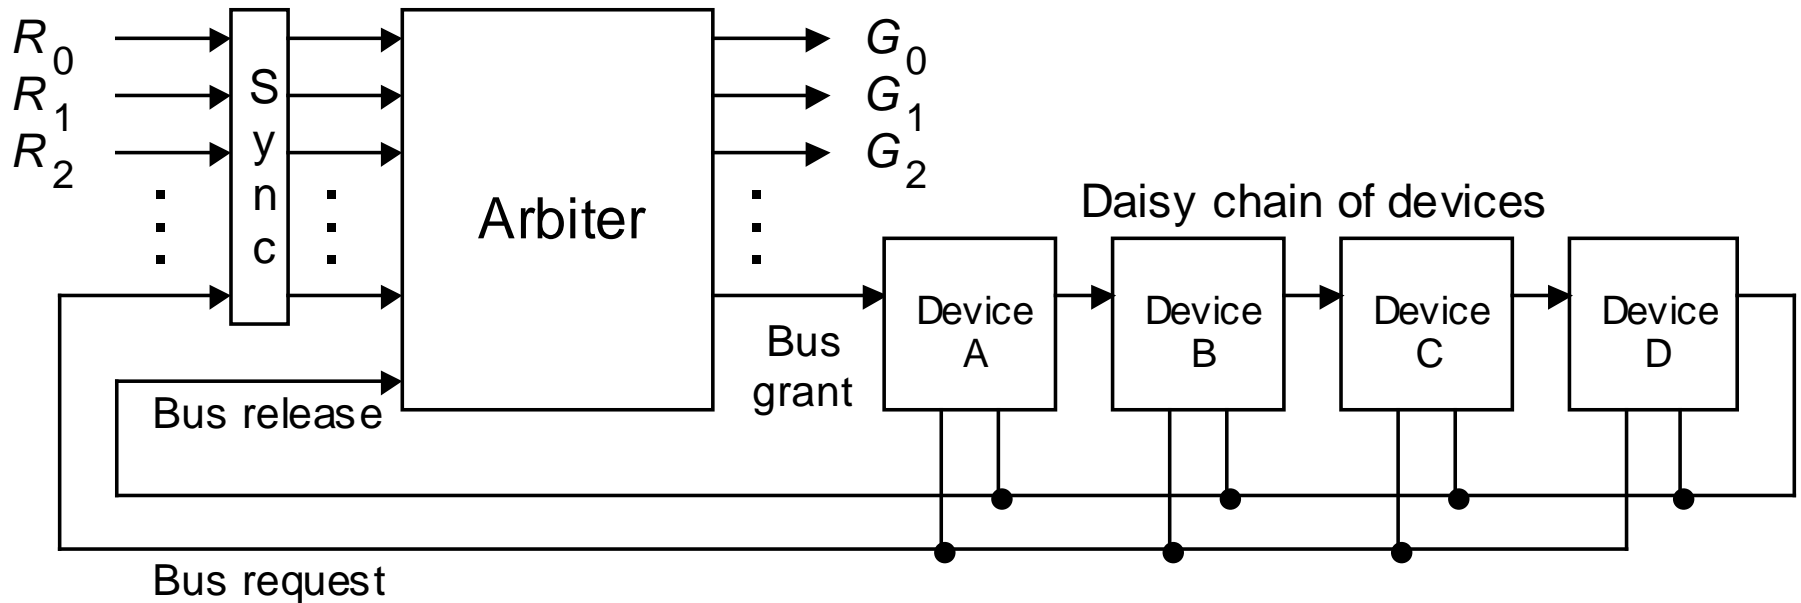 R0
R1
R2
S
y
n
c
Arbiter
G0
G1
G2
Daisy chain of devices
Device
A
Device
B
Device
C
Device
D
Bus
grant
Bus release
Bus request